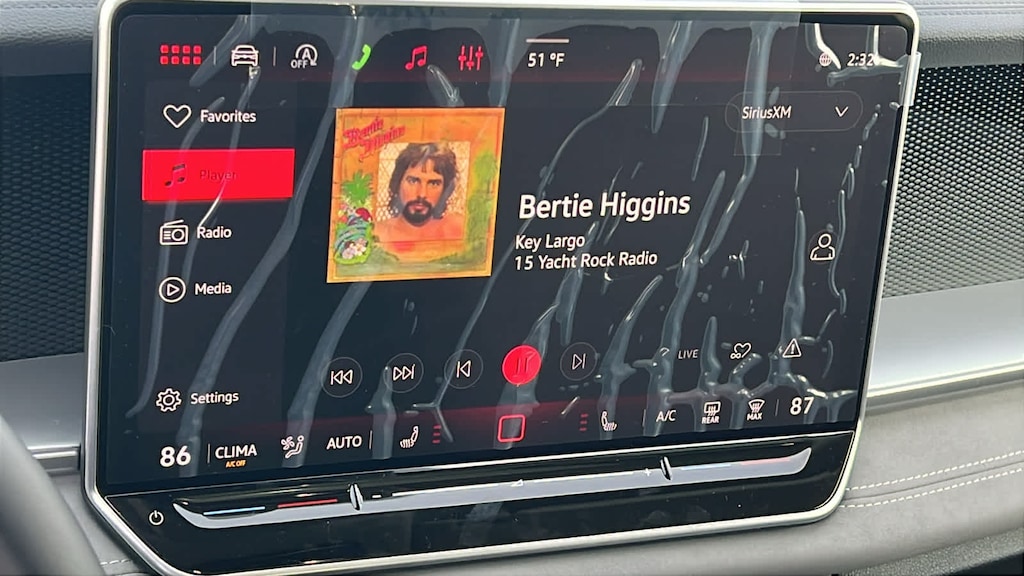 OFF
51 °F
2:32
Favorites
SiriusXM
Player
Bertie Higgins
Bertie Higgins
Radio
Key Largo
15 Yacht Rock Radio
Media
LIVE
Settings
86
CLIMA
A/C OFF
AUTO
A/C
REAR
MAX
87